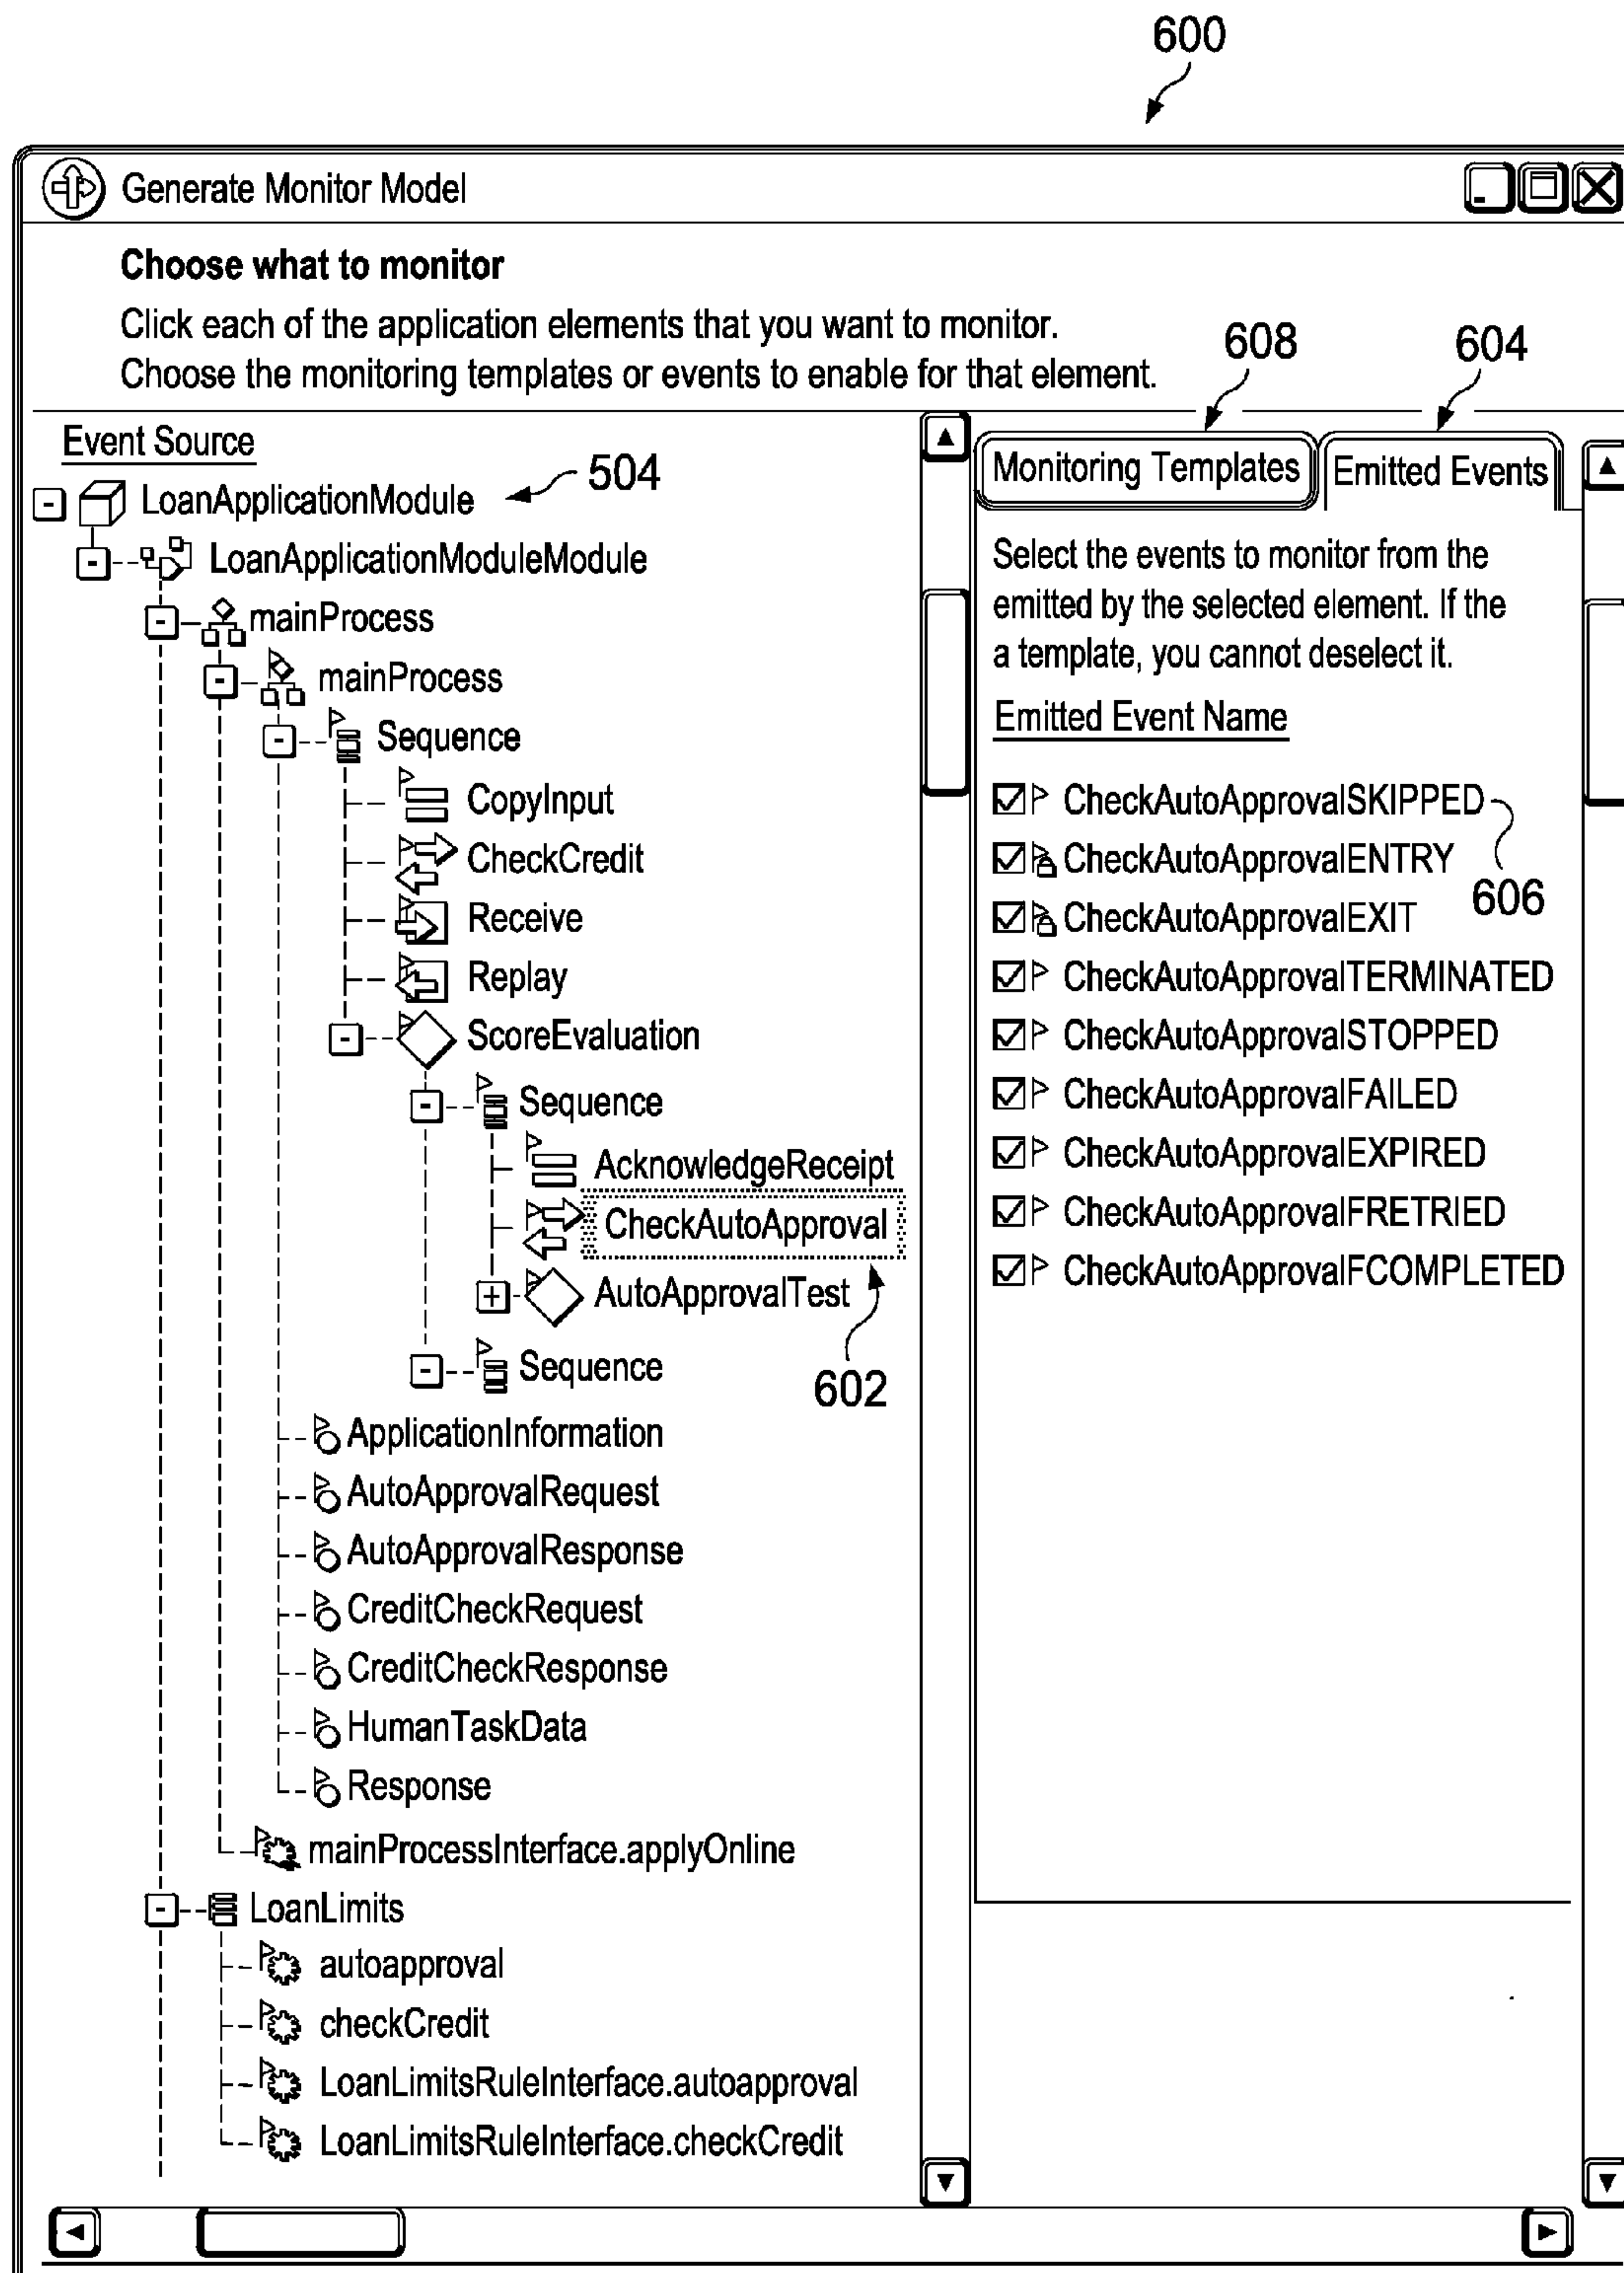 600
Generate Monitor Model
Choose what to monitor
Click each of the application elements that you want to monitor.
Choose the monitoring templates or events to enable for that element.
608
604
Event Source
504
LoanApplicationModule
LoanApplicationModuleModule
mainProcess
mainProcess
Sequence
CopyInput
CheckCredit
Receive
Replay
ScoreEvaluation
Sequence
AcknowledgeReceipt
CheckAutoApproval
AutoApprovalTest
Sequence
602
ApplicationInformation
AutoApprovalRequest
AutoApprovalResponse
CreditCheckRequest
CreditCheckResponse
HumanTaskData
Response
mainProcessInterface.applyOnline
LoanLimits
autoapproval
checkCredit
LoanLimitsRuleInterface.autoapproval
LoanLimitsRuleInterface.checkCredit
Monitoring Templates
Emitted Events
Select the events to monitor from the
emitted by the selected element. If the
a template, you cannot deselect it.
Emitted Event Name
CheckAutoApprovalSKIPPED
CheckAutoApprovalENTRY
606
CheckAutoApprovalEXIT
CheckAutoApprovalTERMINATED
CheckAutoApprovalSTOPPED
CheckAutoApprovalFAILED
CheckAutoApprovalEXPIRED
CheckAutoApprovalFRETRIED
CheckAutoApprovalFCOMPLETED